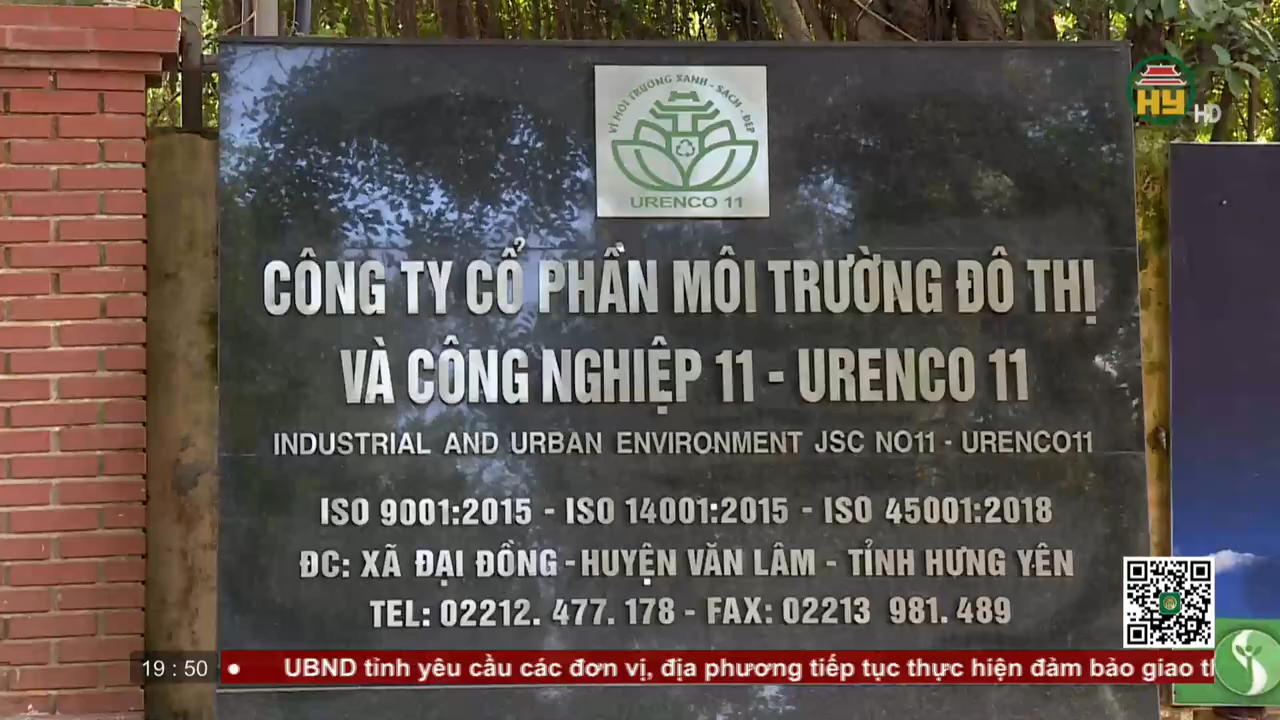 VÌ MÔI TRƯỜNG XANH - SẠCH - ĐẸP
URENCO 11
HY HD
CÔNG TY CỔ PHẦN MÔI TRƯỜNG ĐÔ THỊ
VÀ CÔNG NGHIỆP 11 - URENCO 11
INDUSTRIAL AND URBAN ENVIRONMENT JSC NO11 - URENCO11
ISO 9001:2015 - ISO 14001:2015 - ISO 45001:2018
ĐC: XÃ ĐẠI ĐỒNG - HUYỆN VĂN LÂM - TỈNH HƯNG YÊN
TEL: 02212. 477. 178 - FAX: 02213 981. 489
19 : 50 • UBND tỉnh yêu cầu các đơn vị, địa phương tiếp tục thực hiện đảm bảo giao